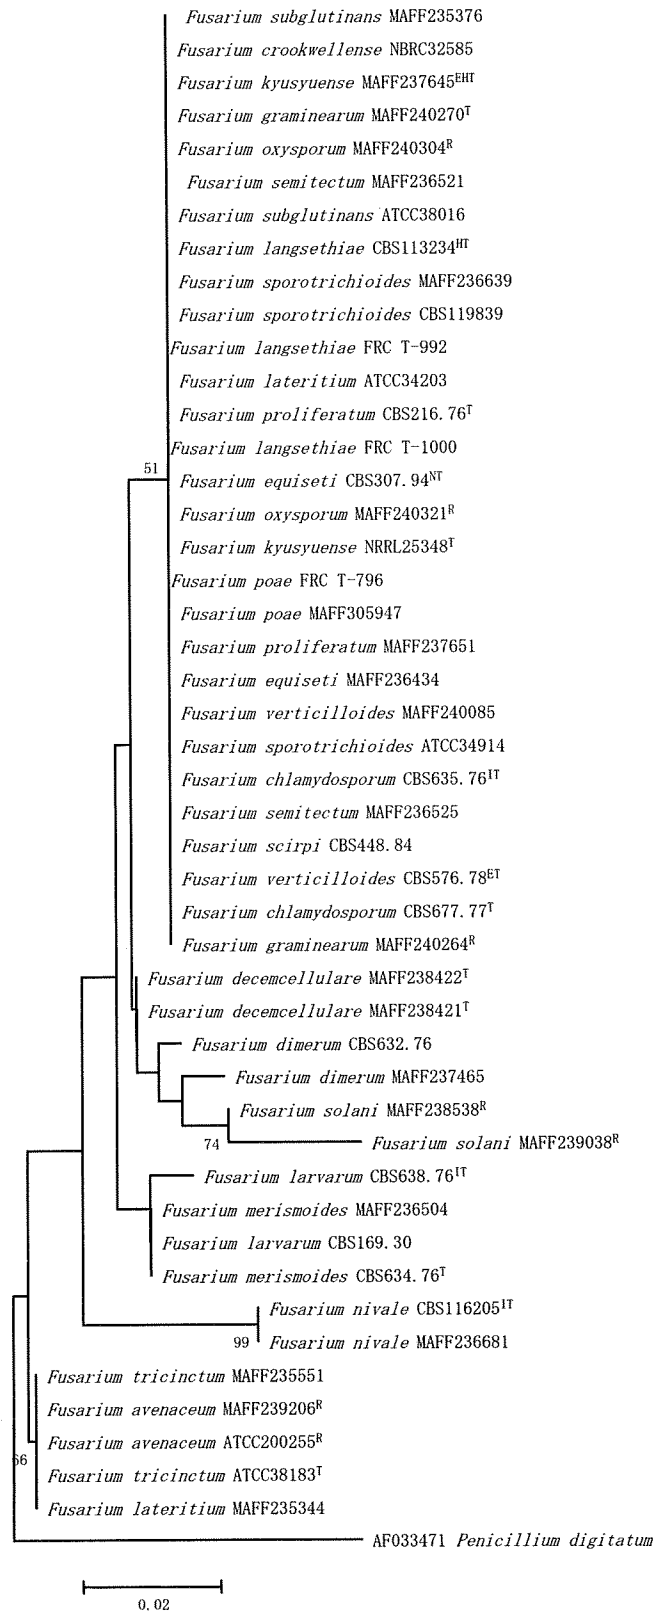 Fusarium subglutinans MAFF235376
Fusarium crookwellense NBRC32585
Fusarium kyusyuense MAFF237645EHT
Fusarium graminearum MAFF240270T
Fusarium oxysporum MAFF240304R
Fusarium semitectum MAFF236521
Fusarium subglutinans ATCC38016
Fusarium langsethiae CBS113234HT
Fusarium sporotrichioides MAFF236639
Fusarium sporotrichioides CBS119839
Fusarium langsethiae FRC T-992
Fusarium lateritium ATCC34203
Fusarium proliferatum CBS216.76T
Fusarium langsethiae FRC T-1000
51
Fusarium equiseti CBS307.94NT
Fusarium oxysporum MAFF240321R
Fusarium kyusyuense NRRL25348T
Fusarium poae FRC T-796
Fusarium poae MAFF305947
Fusarium proliferatum MAFF237651
Fusarium equiseti MAFF236434
Fusarium verticilloides MAFF240085
Fusarium sporotrichioides ATCC34914
Fusarium chlamydosporum CBS635.76IT
Fusarium semitectum MAFF236525
Fusarium scirpi CBS448.84
Fusarium verticilloides CBS576.78ET
Fusarium chlamydosporum CBS677.77T
Fusarium graminearum MAFF240264R
Fusarium decemcellulare MAFF238422T
Fusarium decemcellulare MAFF238421T
Fusarium dimerum CBS632.76
Fusarium dimerum MAFF237465
Fusarium solani MAFF238538R
74
Fusarium solani MAFF239038R
Fusarium larvarum CBS638.76IT
Fusarium merismoides MAFF236504
Fusarium larvarum CBS169.30
Fusarium merismoides CBS634.76T
Fusarium nivale CBS116205IT
99
Fusarium nivale MAFF236681
Fusarium tricinctum MAFF235551
Fusarium avenaceum MAFF239206R
Fusarium avenaceum ATCC200255R
66
Fusarium tricinctum ATCC38183T
Fusarium lateritium MAFF235344
AF033471 Penicillium digitatum
0.02